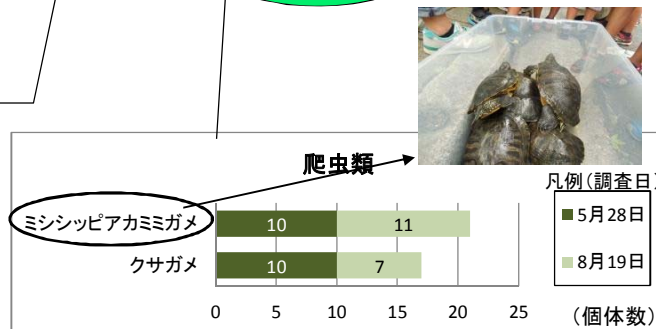 爬虫類
凡例(調査日)
ミシシッピアカミミガメ
10
11
5月28日
クサガメ
10
7
8月19日
0
5
10
15
20
25
(個体数)